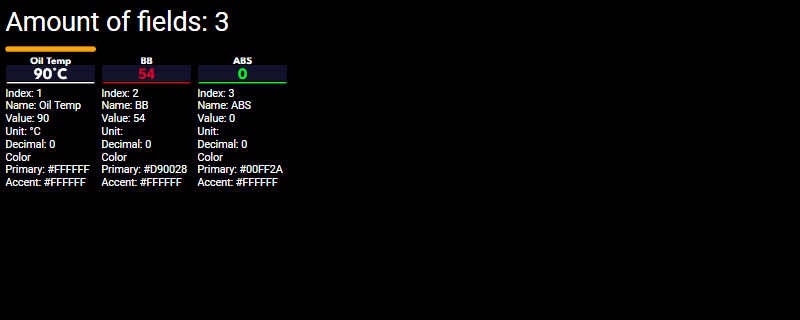 Amount of fields: 3
Oil Temp BB ABS
90°C 54 0
Index: 1 Index: 2 Index: 3
Name: Oil Temp Name: BB Name: ABS
Value: 90 Value: 54 Value: 0
Unit: °C Unit: Unit:
Decimal: 0 Decimal: 0 Decimal: 0
Color Color Color
Primary: #FFFFFF Primary: #D90028 Primary: #00FF2A
Accent: #FFFFFF Accent: #FFFFFF Accent: #FFFFFF